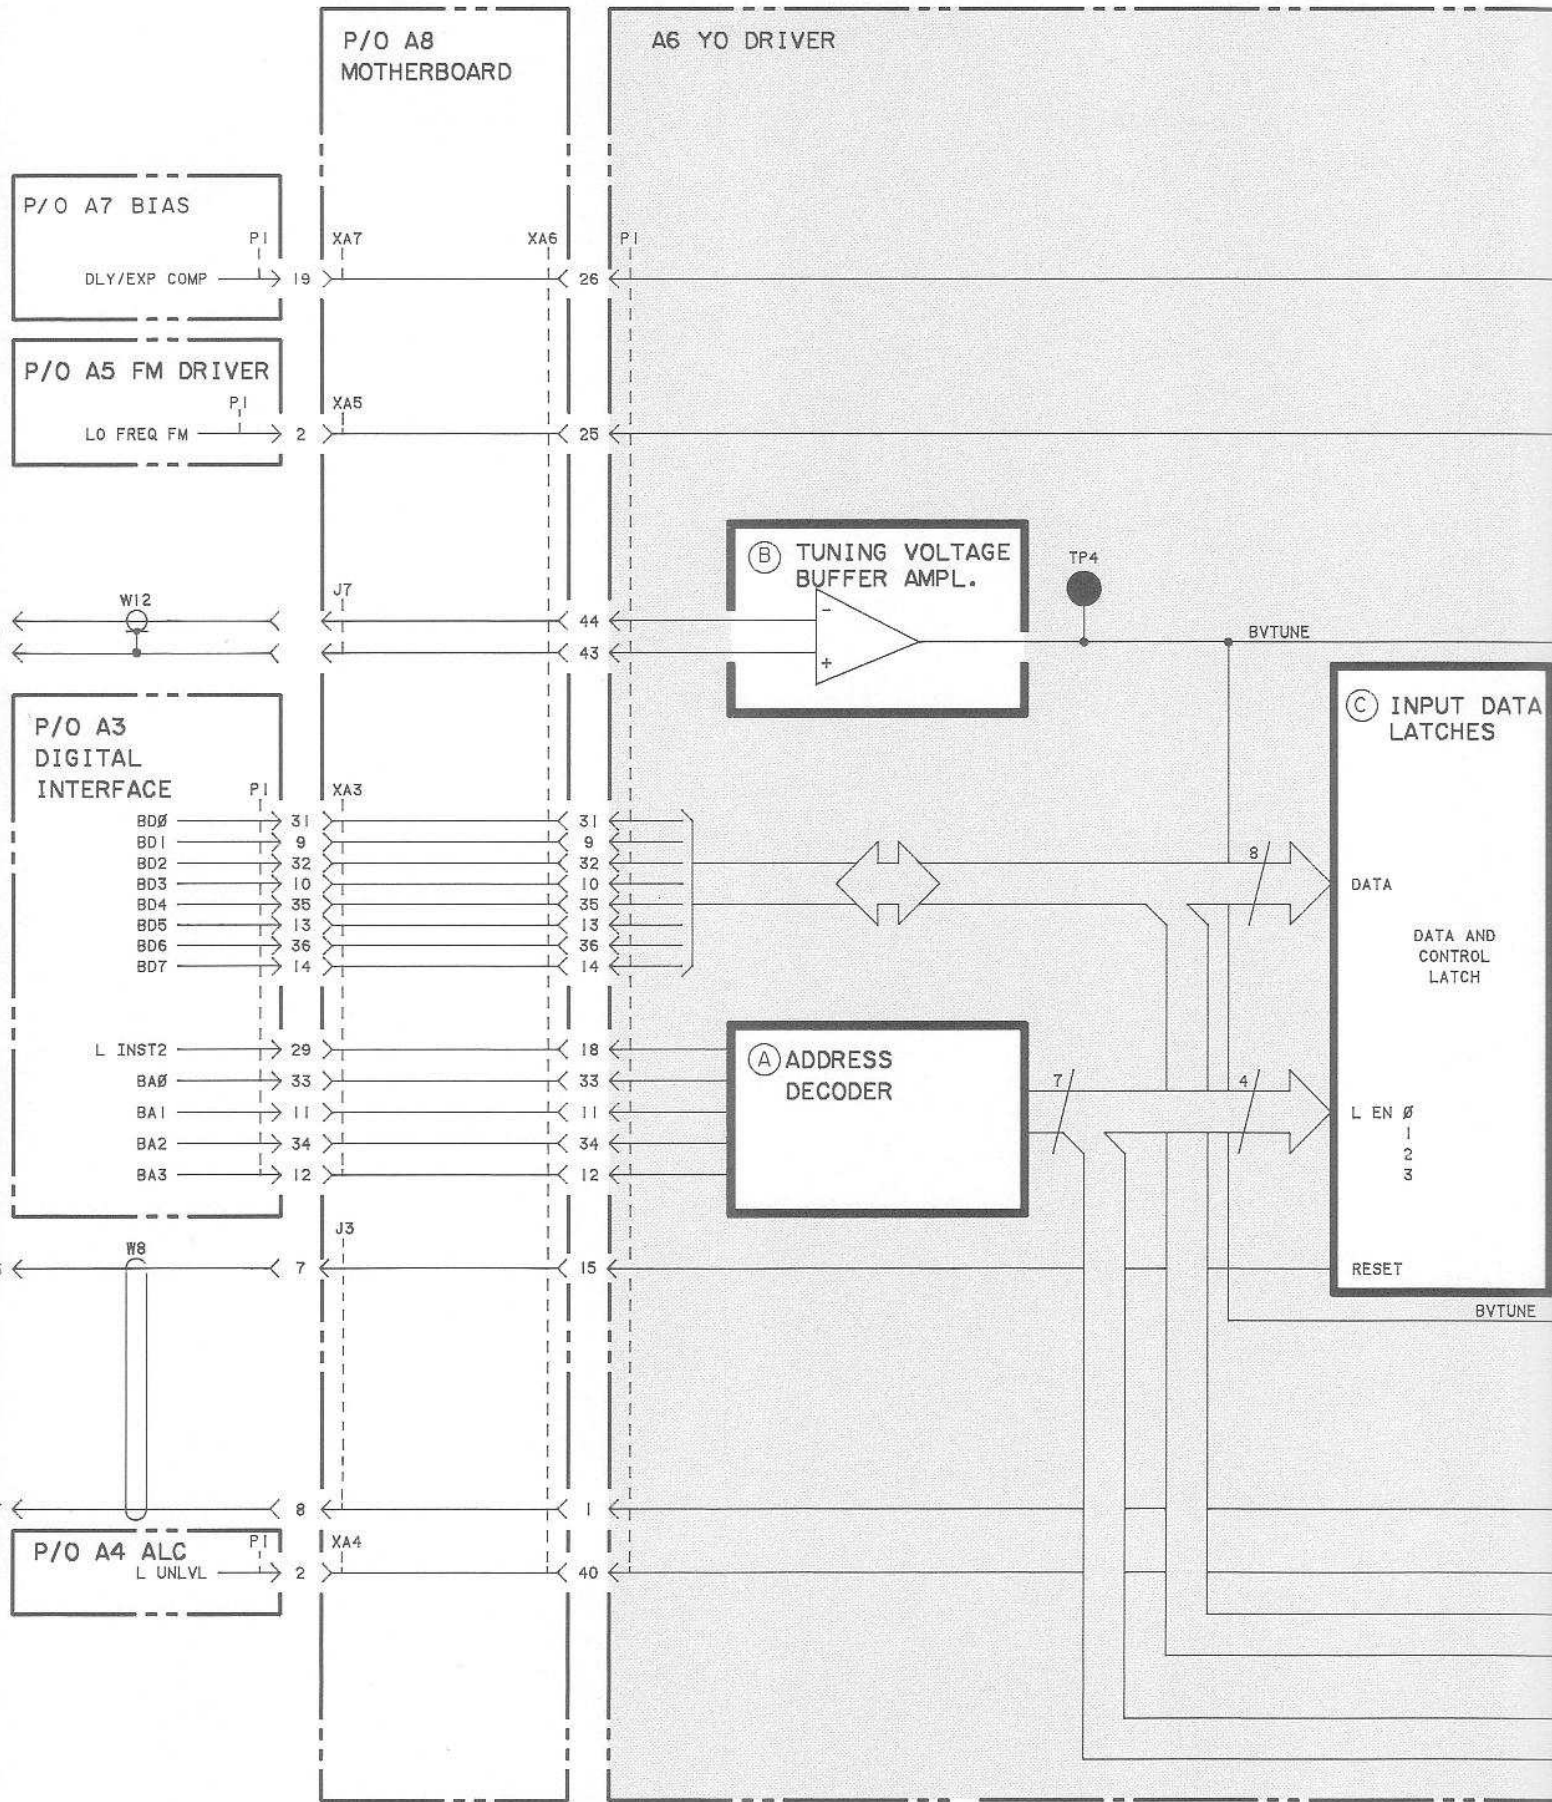 P/O A8
MOTHERBOARD
A6 YO DRIVER
P/O A7 BIAS
P1 XA7 XA6 P1
DLY/EXP COMP 19 26
P/O A5 FM DRIVER
P1 XA5
LO FREQ FM 2 25
B TUNING VOLTAGE
BUFFER AMPL.
TP4
W12 J7
44 -
43 +
BVTUNE
C INPUT DATA
LATCHES
P/O A3
DIGITAL
INTERFACE
P1 XA3
BDØ 31 31
BD1 9 9
BD2 32 32
BD3 10 10
BD4 35 35
BD5 13 13
BD6 36 36
BD7 14 14
8
DATA
DATA AND
CONTROL
LATCH
L INST2 29 18
BAØ 33 33
BA1 11 11
BA2 34 34
BA3 12 12
A ADDRESS
DECODER
7 4
L EN Ø
1
2
3
J3
W8
7 15
RESET
BVTUNE
8 1
P/O A4 ALC
P1 XA4
L UNLVL 2 40